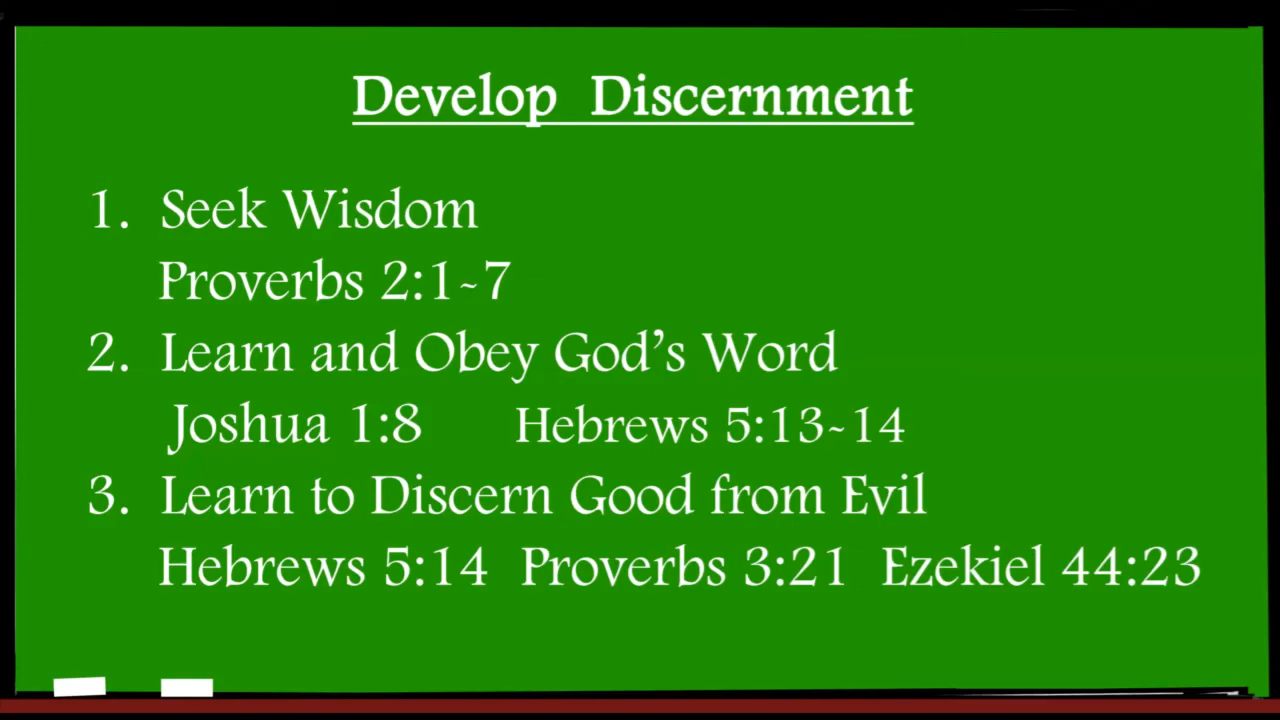 Develop Discernment
1. Seek Wisdom
Proverbs 2:1-7
2. Learn and Obey God's Word
Joshua 1:8 Hebrews 5:13-14
3. Learn to Discern Good from Evil
Hebrews 5:14 Proverbs 3:21 Ezekiel 44:23